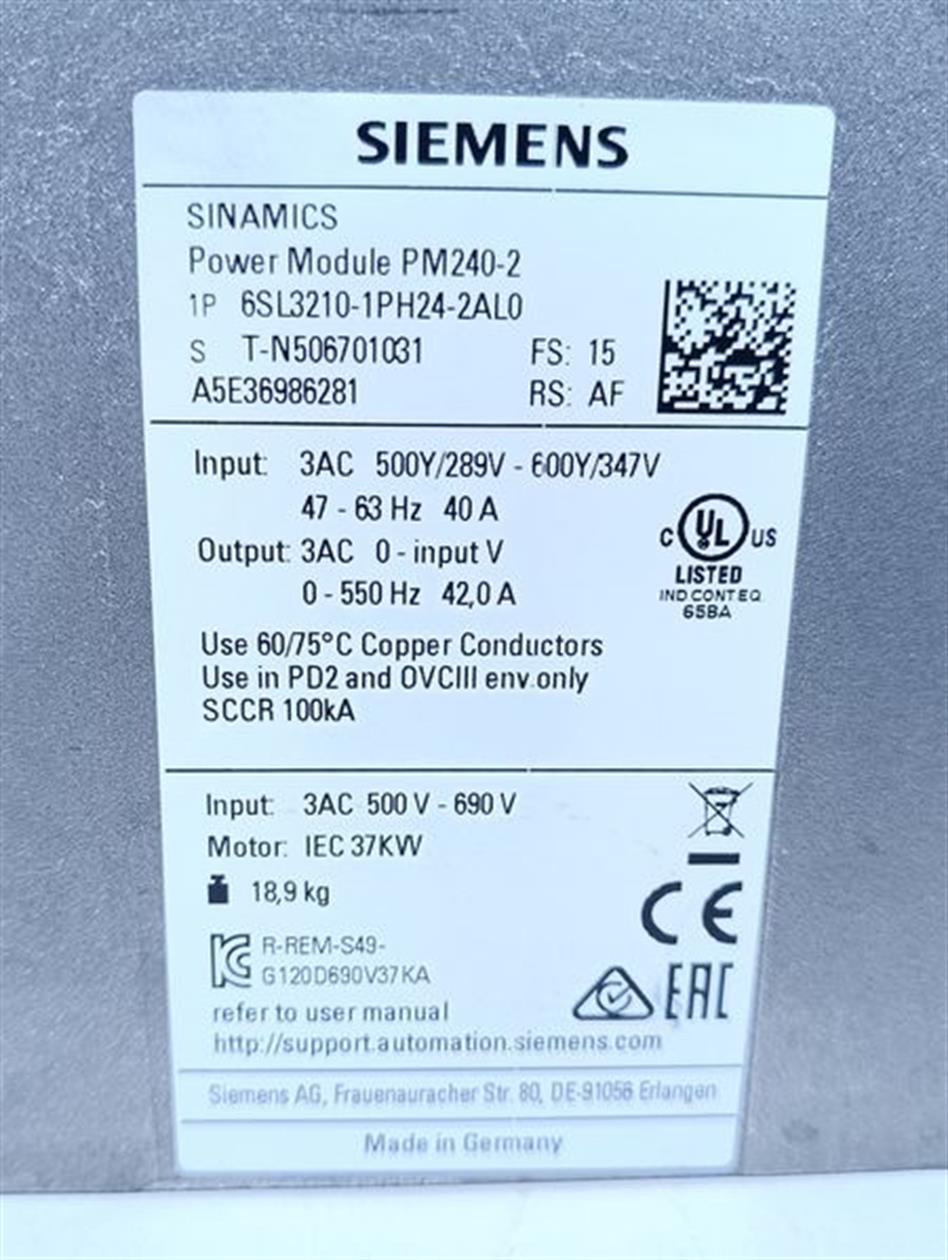 SIEMENS
SINAMICS
Power Module PM240-2
1P 6SL3210-1PH24-2AL0
S T-N506701031 FS: 15
A5E36986281 RS: AF
Input: 3AC 500Y/289V - 600Y/347V
47 - 63 Hz 40 A
Output: 3AC 0 - input V
0 - 550 Hz 42,0 A
C UL US
LISTED
IND.CONT.EQ.
65BA
Use 60/75°C Copper Conductors
Use in PD2 and OVCIII env.only
SCCR 100kA
Input: 3AC 500 V - 690 V
Motor: IEC 37KW
18,9 kg
CE
R-REM-S49-
G120D690V37KA
EAC
refer to user manual
http://support.automation.siemens.com
Siemens AG, Frauenauracher Str. 80, DE-91056 Erlangen
Made in Germany